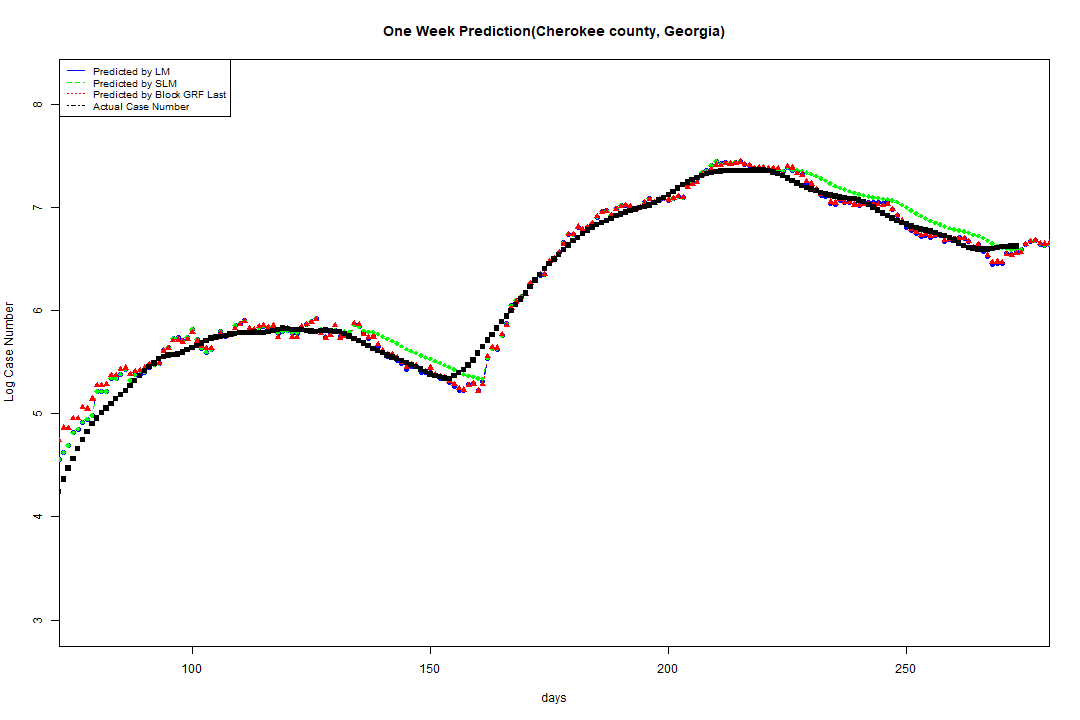 One Week Prediction(Cherokee county, Georgia)
Predicted by LM
Predicted by SLM
Predicted by Block GRF Last
Actual Case Number
8
7
6
5
4
3
Log Case Number
100 150 200 250
days